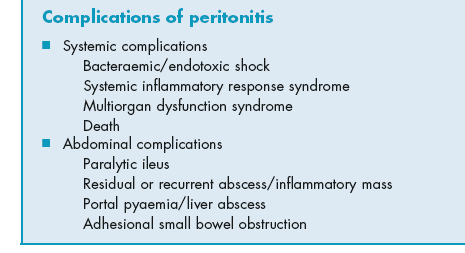 Complications of peritonitis
■ Systemic complications
Bacteraemic/endotoxic shock
Systemic inflammatory response syndrome
Multiorgan dysfunction syndrome
Death
■ Abdominal complications
Paralytic ileus
Residual or recurrent abscess/inflammatory mass
Portal pyaemia/liver abscess
Adhesional small bowel obstruction